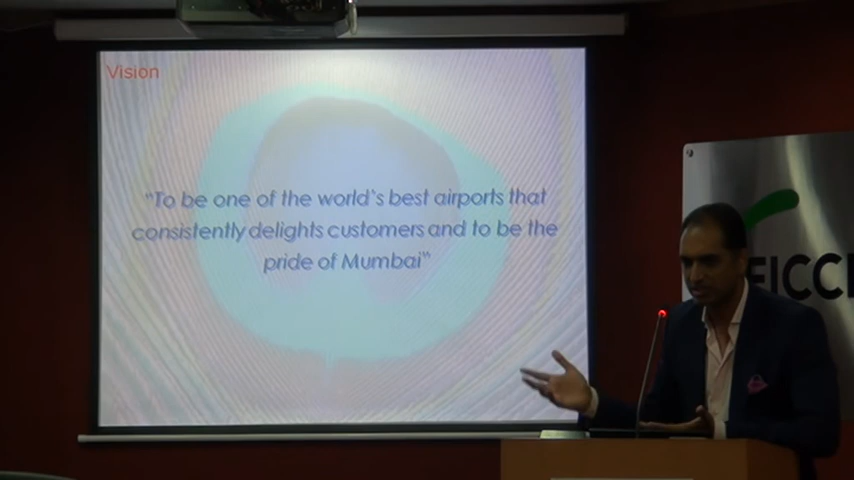 Vision
"To be one of the world's best airports that
consistently delights customers and to be the
pride of Mumbai"
FICCI